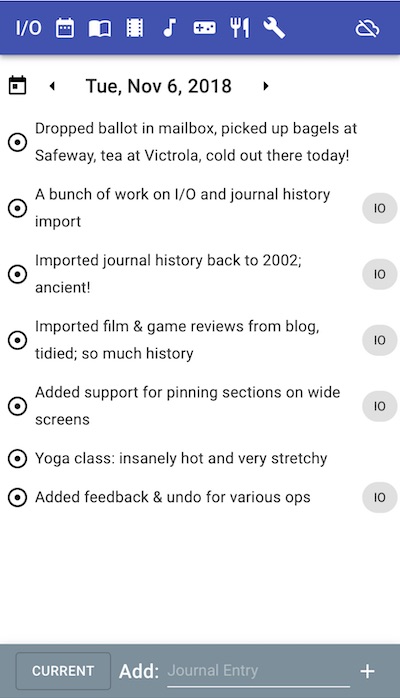 I/O
Tue, Nov 6, 2018
Dropped ballot in mailbox, picked up bagels at
Safeway, tea at Victrola, cold out there today!
A bunch of work on I/O and journal history
import
IO
Imported journal history back to 2002;
ancient!
IO
Imported film & game reviews from blog,
tidied; so much history
IO
Added support for pinning sections on wide
screens
IO
Yoga class: insanely hot and very stretchy
Added feedback & undo for various ops
IO
CURRENT Add: Journal Entry +